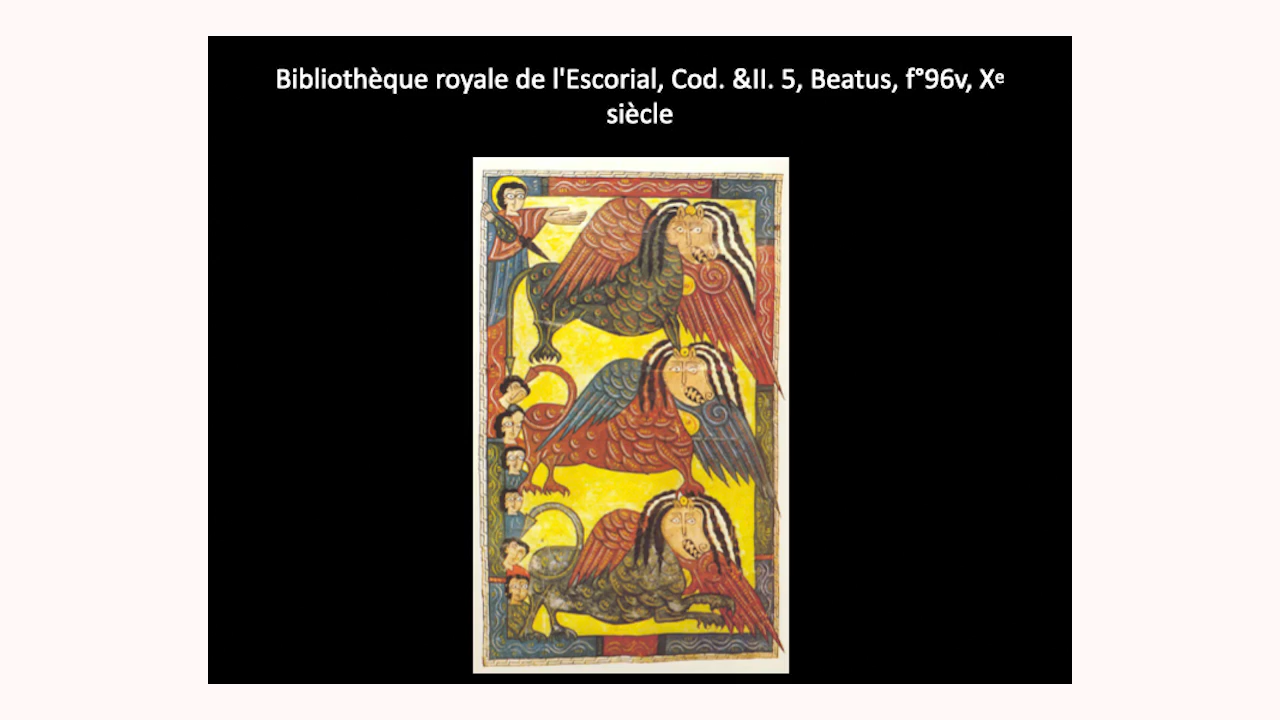 Bibliothèque royale de l'Escorial, Cod. &II. 5, Beatus, f°96v, Xᵉ
siècle